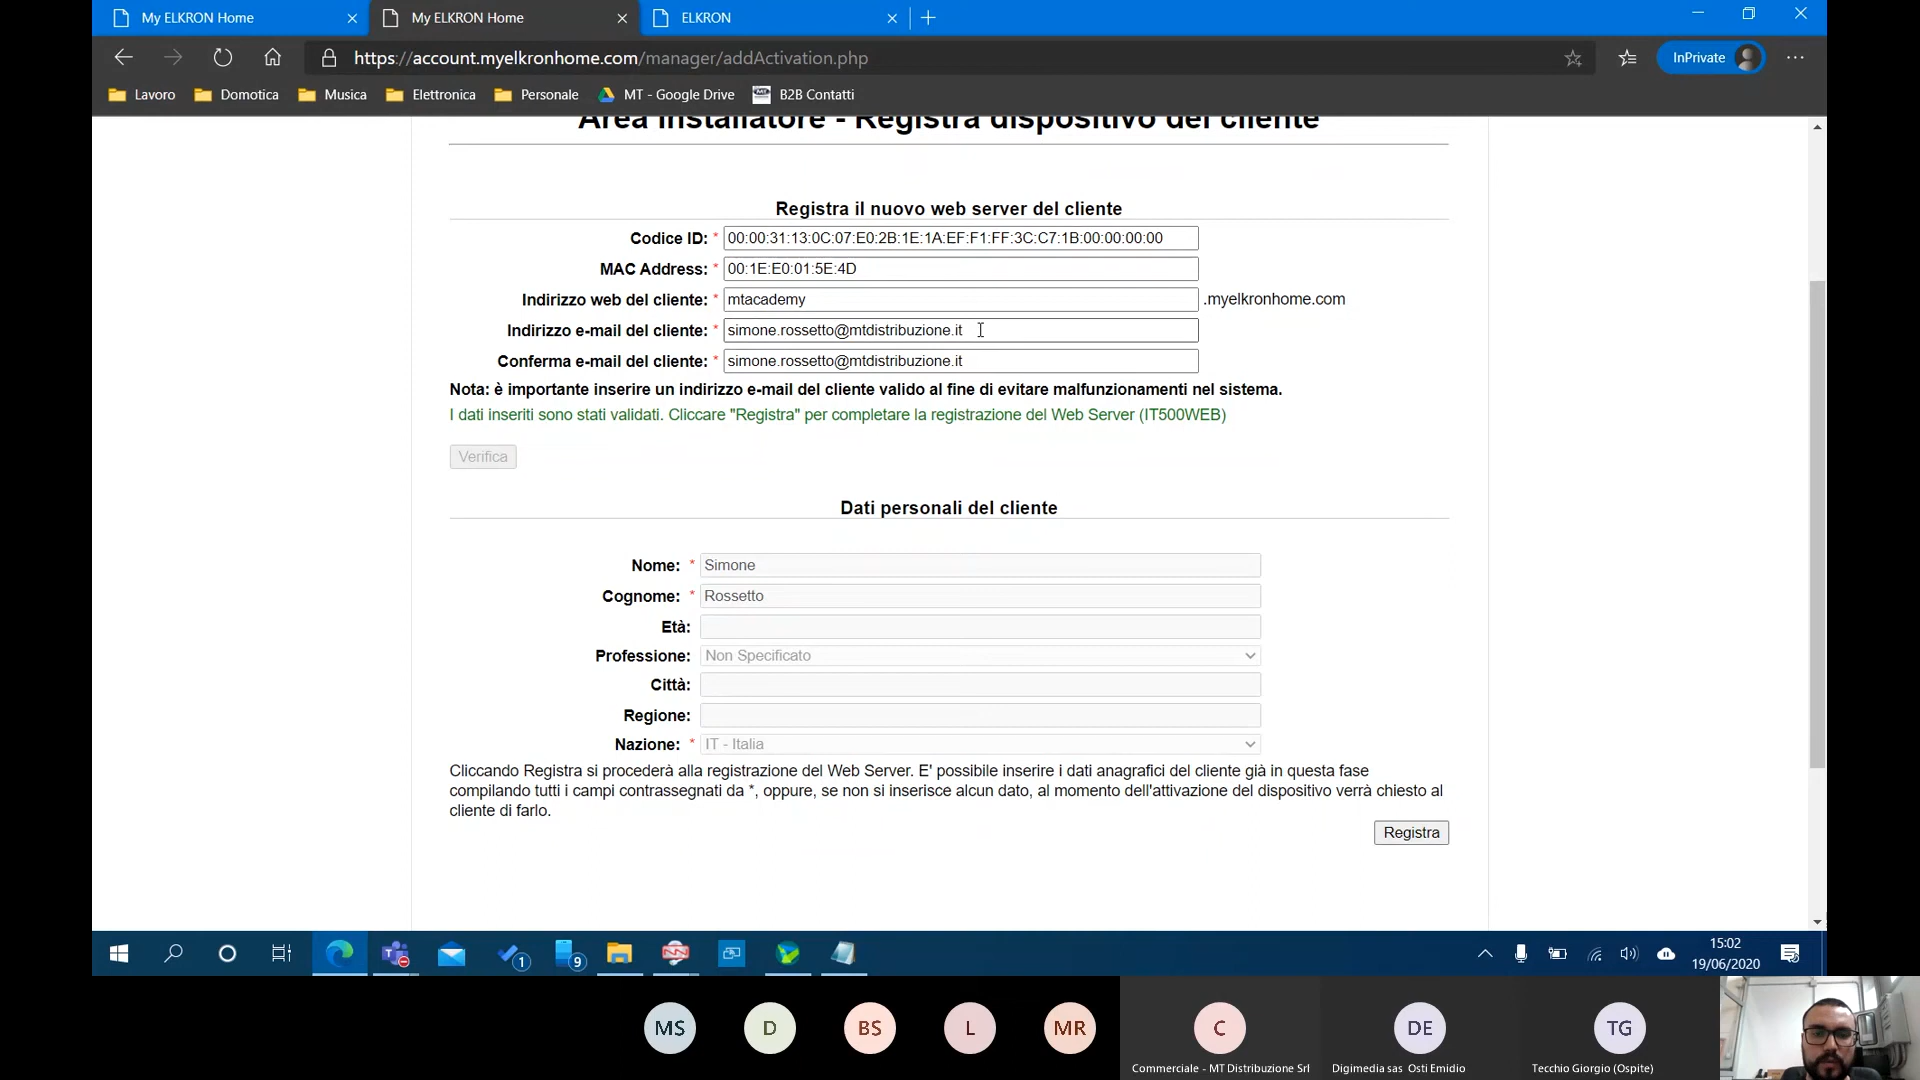 My ELKRON Home
My ELKRON Home
ELKRON
https://account.myelkronhome.com/manager/addActivation.php
InPrivate
Lavoro
Domotica
Musica
Elettronica
Personale
MT - Google Drive
B2B Contatti
Area Installatore - Registra dispositivo del cliente
Registra il nuovo web server del cliente
Codice ID: * 00:00:31:13:0C:07:E0:2B:1E:1A:EF:F1:FF:3C:C7:1B:00:00:00:00
MAC Address: * 00:1E:E0:01:5E:4D
Indirizzo web del cliente: * mtacademy .myelkronhome.com
Indirizzo e-mail del cliente: * simone.rossetto@mtdistribuzione.it
Conferma e-mail del cliente: * simone.rossetto@mtdistribuzione.it
Nota: è importante inserire un indirizzo e-mail del cliente valido al fine di evitare malfunzionamenti nel sistema.
I dati inseriti sono stati validati. Cliccare "Registra" per completare la registrazione del Web Server (IT500WEB)
Verifica
Dati personali del cliente
Nome: * Simone
Cognome: * Rossetto
Età:
Professione: Non Specificato
Città:
Regione:
Nazione: * IT - Italia
Cliccando Registra si procederà alla registrazione del Web Server. E' possibile inserire i dati anagrafici del cliente già in questa fase
compilando tutti i campi contrassegnati da *, oppure, se non si inserisce alcun dato, al momento dell'attivazione del dispositivo verrà chiesto al
cliente di farlo.
Registra
1
9
15:02
19/06/2020
MS
D
BS
L
MR
C
DE
TG
Commerciale - MT Distribuzione Srl
Digimedia sas Osti Emidio
Tecchio Giorgio (Ospite)